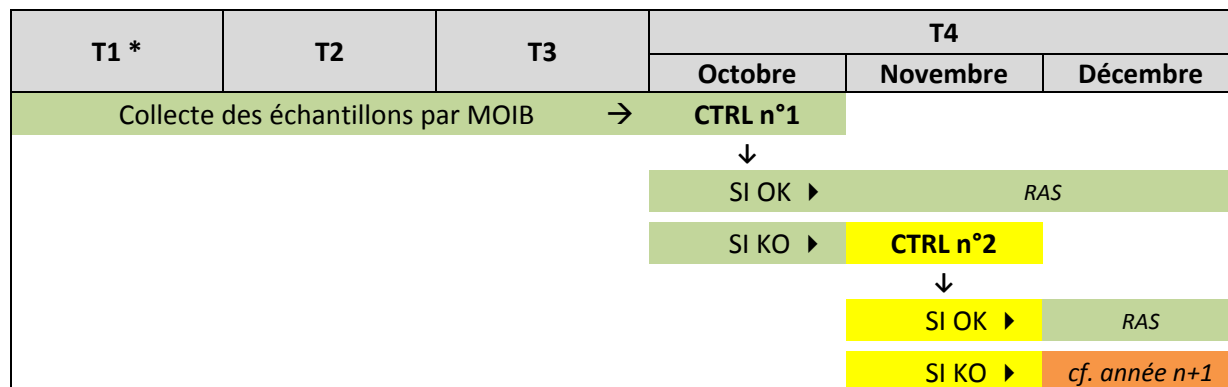 T1 * T2 T3 T4
Octobre Novembre Décembre
Collecte des échantillons par MOIB → CTRL n°1
↓
SI OK ▶ RAS
SI KO ▶ CTRL n°2
↓
SI OK ▶ RAS
SI KO ▶ cf. année n+1